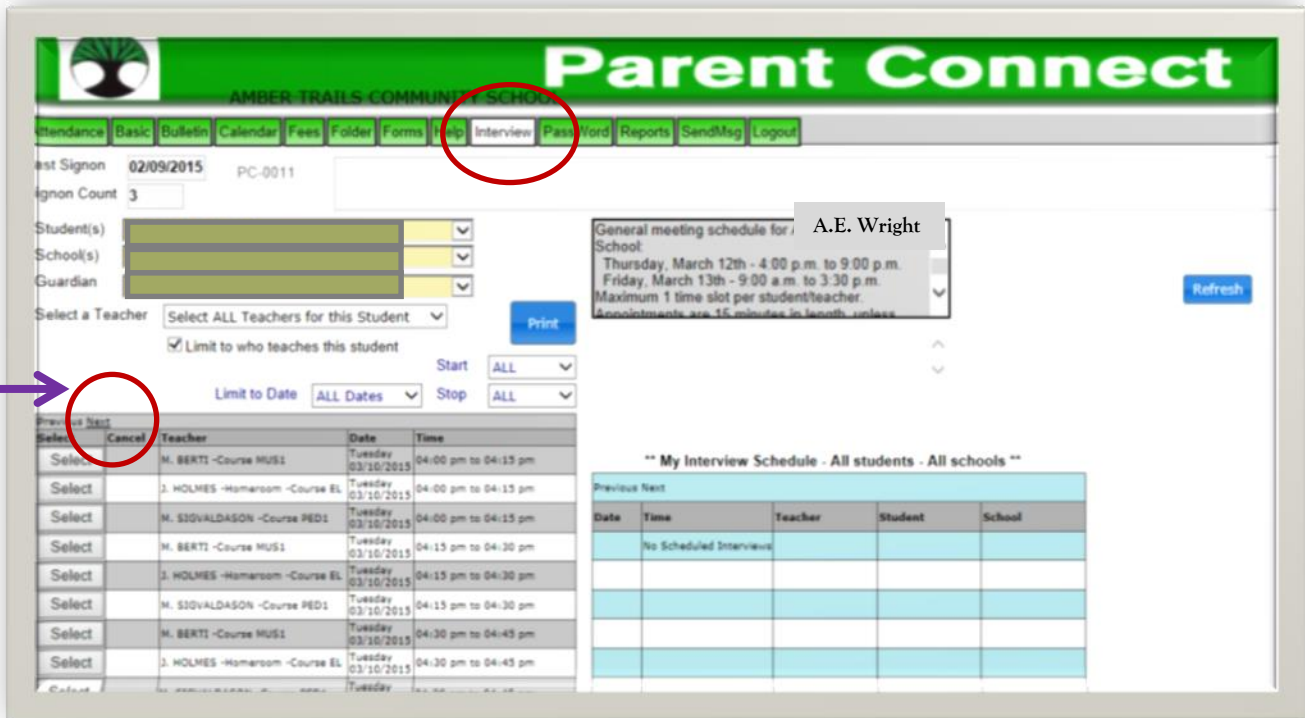 Parent Connect
AMBER TRAILS COMMUNITY SCHOOL
ttendance Basic Bulletin Calendar Fees Folder Forms Help Interview PassWord Reports SendMsg Logout
ast Signon 02/09/2015 PC-0011
ignon Count 3
Student(s)
School(s)
Guardian
General meeting schedule for A
A.E. Wright
School:
Thursday, March 12th - 4:00 p.m. to 9:00 p.m.
Friday, March 13th - 9:00 a.m. to 3:30 p.m.
Maximum 1 time slot per student/teacher.
Appointments are 15 minutes in length, unless
Refresh
Select a Teacher Select ALL Teachers for this Student Print
Limit to who teaches this student
Start ALL
Limit to Date ALL Dates Stop ALL
Previous Next
Select Cancel Teacher Date Time
Select M. BERTI -Course MUS1 Tuesday 03/10/2015 04:00 pm to 04:15 pm
Select J. HOLMES -Homeroom -Course EL Tuesday 03/10/2015 04:00 pm to 04:15 pm
Select M. SIGVALDASON -Course PED1 Tuesday 03/10/2015 04:00 pm to 04:15 pm
Select M. BERTI -Course MUS1 Tuesday 03/10/2015 04:15 pm to 04:30 pm
Select J. HOLMES -Homeroom -Course EL Tuesday 03/10/2015 04:15 pm to 04:30 pm
Select M. SIGVALDASON -Course PED1 Tuesday 03/10/2015 04:15 pm to 04:30 pm
Select M. BERTI -Course MUS1 Tuesday 03/10/2015 04:30 pm to 04:45 pm
Select J. HOLMES -Homeroom -Course EL Tuesday 03/10/2015 04:30 pm to 04:45 pm
Select Tuesday
** My Interview Schedule - All students - All schools **
Previous Next
Date Time Teacher Student School
No Scheduled Interviews